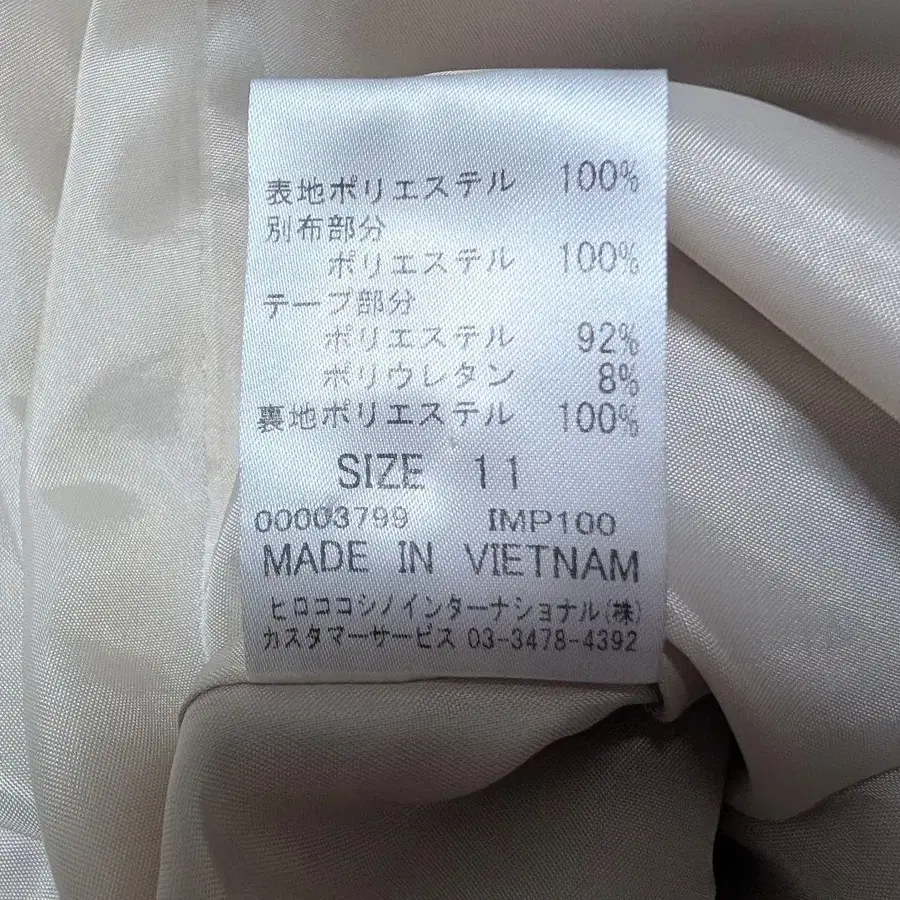 表地ポリエステル 100%
別布部分
ポリエステル 100%
テープ部分
ポリエステル 92%
ポリウレタン 8%
裏地ポリエステル 100%
SIZE 11
00003799 IMP100
MADE IN VIETNAM
ヒロココシノインターナショナル(株)
カスタマーサービス 03-3478-4392